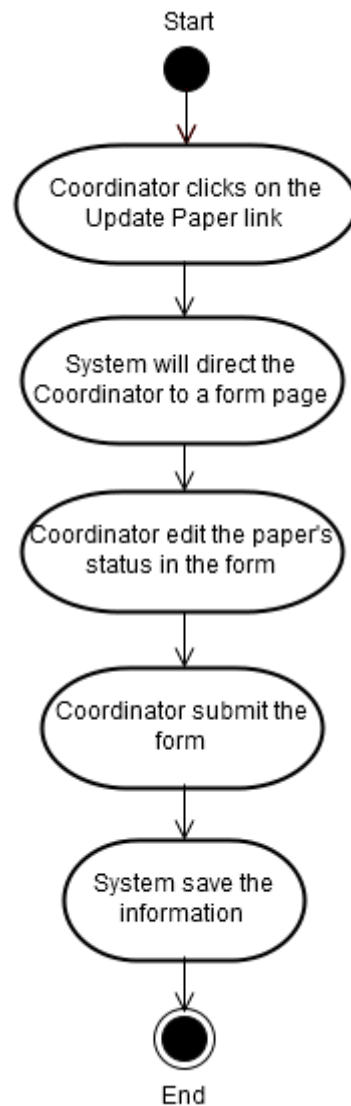 Start
Coordinator clicks on the
Update Paper link
System will direct the
Coordinator to a form page
Coordinator edit the paper's
status in the form
Coordinator submit the
form
System save the
information
End